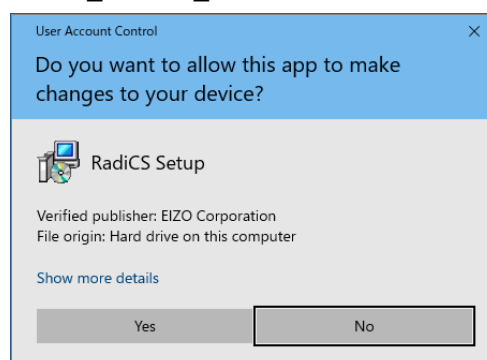 User Account Control
Do you want to allow this app to make
changes to your device?
RadiCS Setup
Verified publisher: EIZO Corporation
File origin: Hard drive on this computer
Show more details
Yes
No